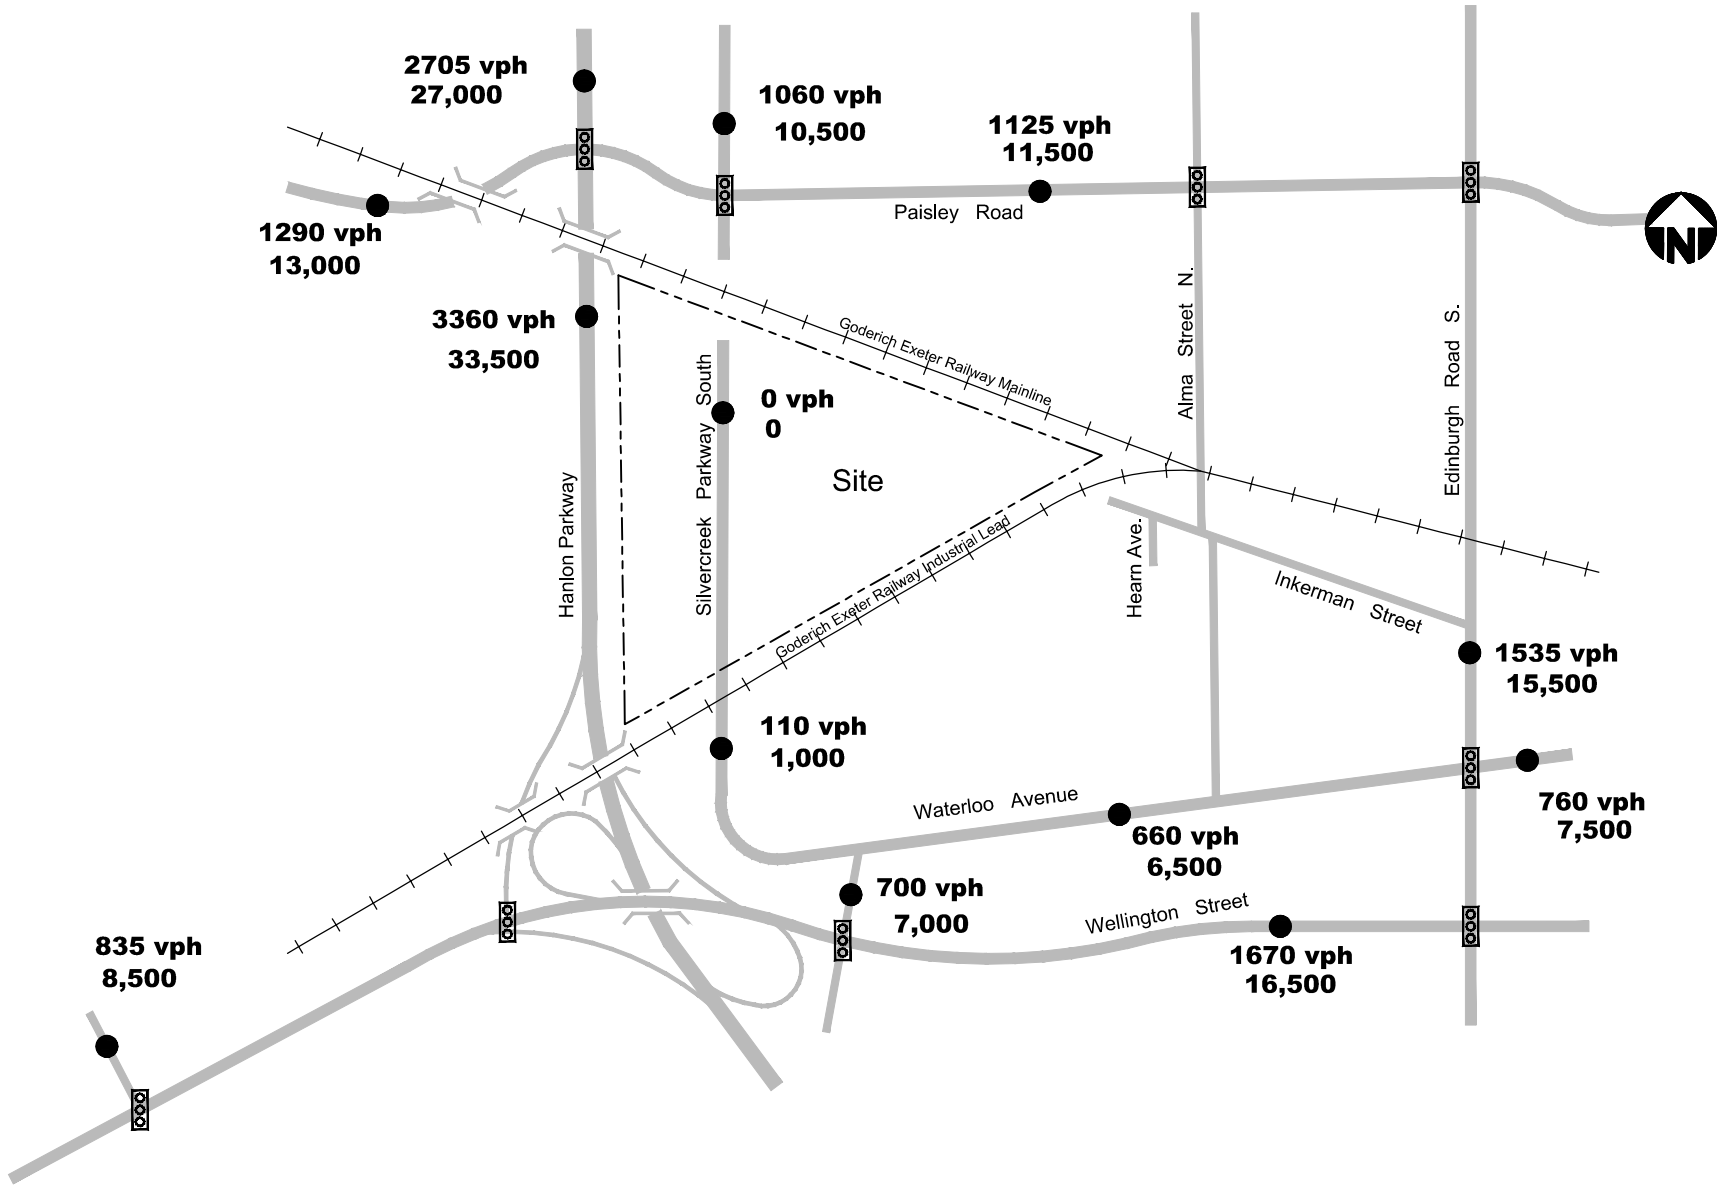 2705 vph
27,000
1060 vph
10,500
1125 vph
11,500
Paisley Road
1290 vph
13,000
N
3360 vph
33,500
Goderich Exeter Railway Mainline
Alma Street N.
Edinburgh Road S.
Silvercreek Parkway South
0 vph
0
Site
Hanlon Parkway
Goderich Exeter Railway Industrial Lead
Hearn Ave.
Inkerman Street
1535 vph
15,500
110 vph
1,000
Waterloo Avenue
760 vph
7,500
660 vph
6,500
700 vph
7,000
Wellington Street
1670 vph
16,500
835 vph
8,500